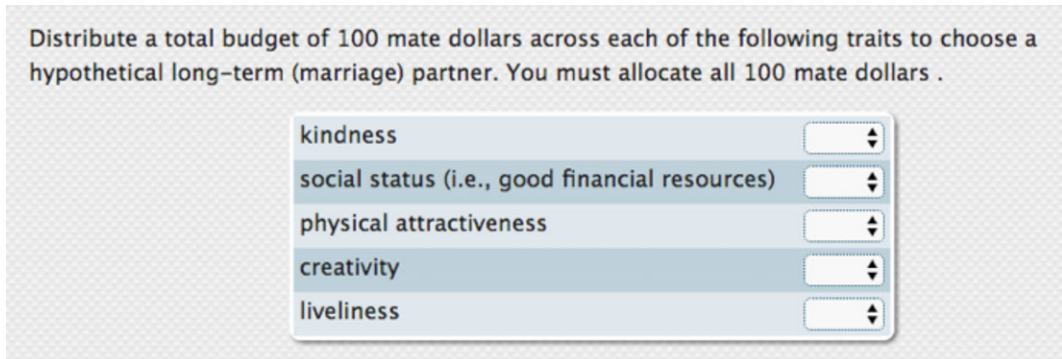 Distribute a total budget of 100 mate dollars across each of the following traits to choose a
hypothetical long-term (marriage) partner. You must allocate all 100 mate dollars .
kindness
social status (i.e., good financial resources)
physical attractiveness
creativity
liveliness